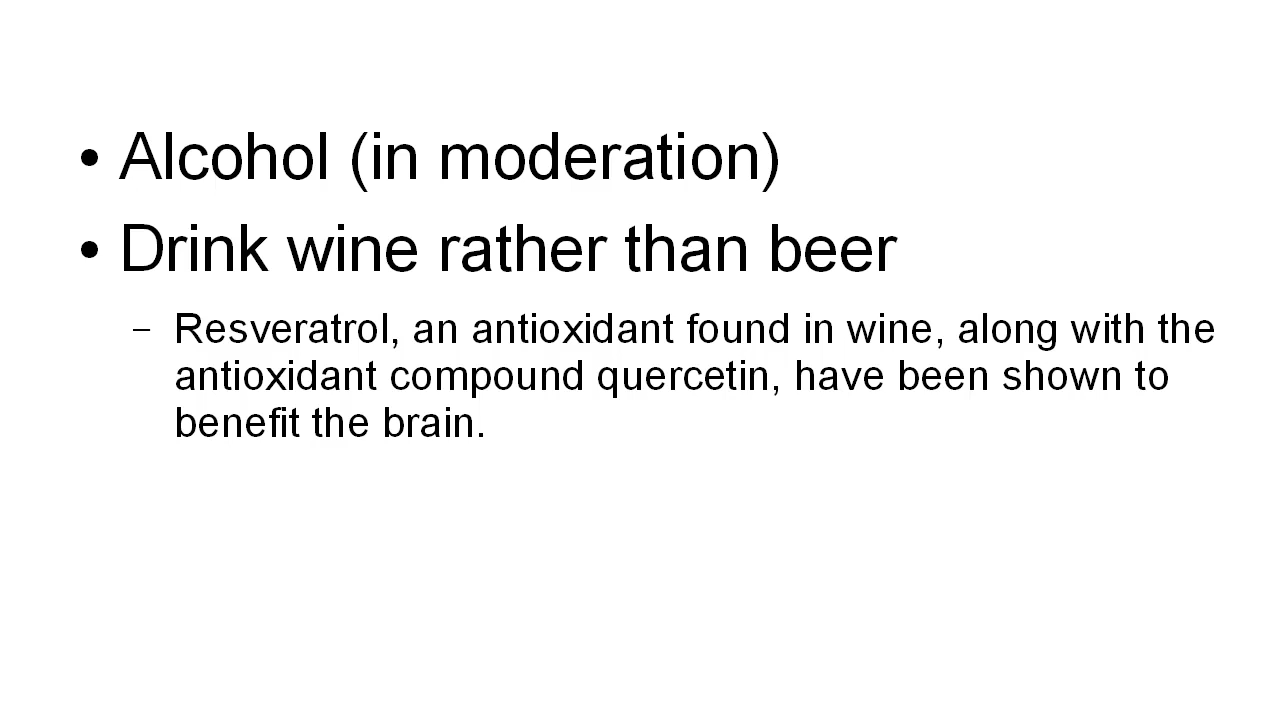 • Alcohol (in moderation)
• Drink wine rather than beer
– Resveratrol, an antioxidant found in wine, along with the
antioxidant compound quercetin, have been shown to
benefit the brain.